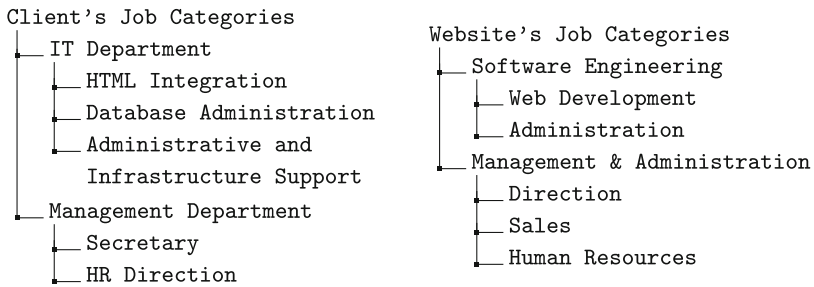 Client's Job Categories
IT Department
HTML Integration
Database Administration
Administrative and
Infrastructure Support
Management Department
Secretary
HR Direction
Website's Job Categories
Software Engineering
Web Development
Administration
Management & Administration
Direction
Sales
Human Resources